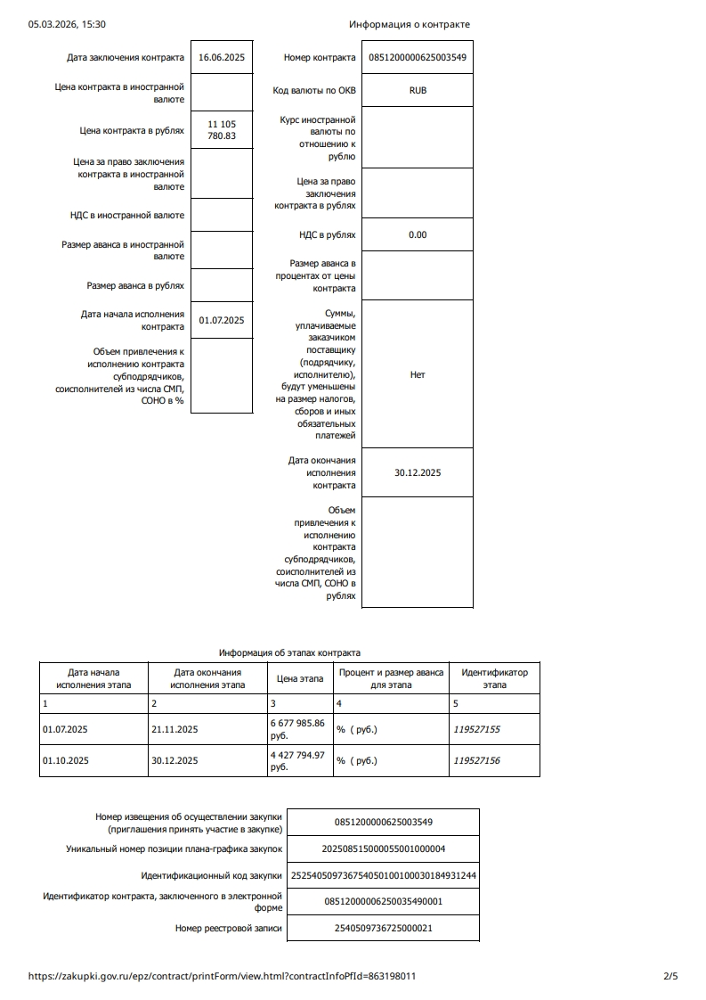 05.03.2026, 15:30
Информация о контракте
Дата заключения контракта
16.06.2025
Цена контракта в иностранной
валюте
Цена контракта в рублях
11 105
780.83
Цена за право заключения
контракта в иностранной
валюте
НДС в иностранной валюте
Размер аванса в иностранной
валюте
Размер аванса в рублях
Дата начала исполнения
контракта
01.07.2025
Объем привлечения к
исполнению контракта
субподрядчиков,
соисполнителей из числа СМП,
СОНО в %
Номер контракта
0851200000625003549
Код валюты по ОКВ
RUB
Курс иностранной
валюты по
отношению к
рублю
Цена за право
заключения
контракта в рублях
НДС в рублях
0.00
Размер аванса в
процентах от цены
контракта
Суммы,
уплачиваемые
заказчиком
поставщику
(подрядчику,
исполнителю),
будут уменьшены
на размер налогов,
сборов и иных
обязательных
платежей
Нет
Дата окончания
исполнения
контракта
30.12.2025
Объем
привлечения к
исполнению
контракта
субподрядчиков,
соисполнителей из
числа СМП, СОНО в
рублях
Информация об этапах контракта
Дата начала
исполнения этапа
Дата окончания
исполнения этапа
Цена этапа
Процент и размер аванса
для этапа
Идентификатор
этапа
1 2 3 4 5
01.07.2025
21.11.2025
6 677 985.86
руб.
% ( руб.)
119527155
01.10.2025
30.12.2025
4 427 794.97
руб.
% ( руб.)
119527156
Номер извещения об осуществлении закупки
(приглашения принять участие в закупке)
0851200000625003549
Уникальный номер позиции плана-графика закупок
202508515000055001000004
Идентификационный код закупки
252540509736754050100100030184931244
Идентификатор контракта, заключенного в электронной
форме
08512000006250035490001
Номер реестровой записи
2540509736725000021
https://zakupki.gov.ru/epz/contract/printForm/view.html?contractInfoPfId=863198011
2/5